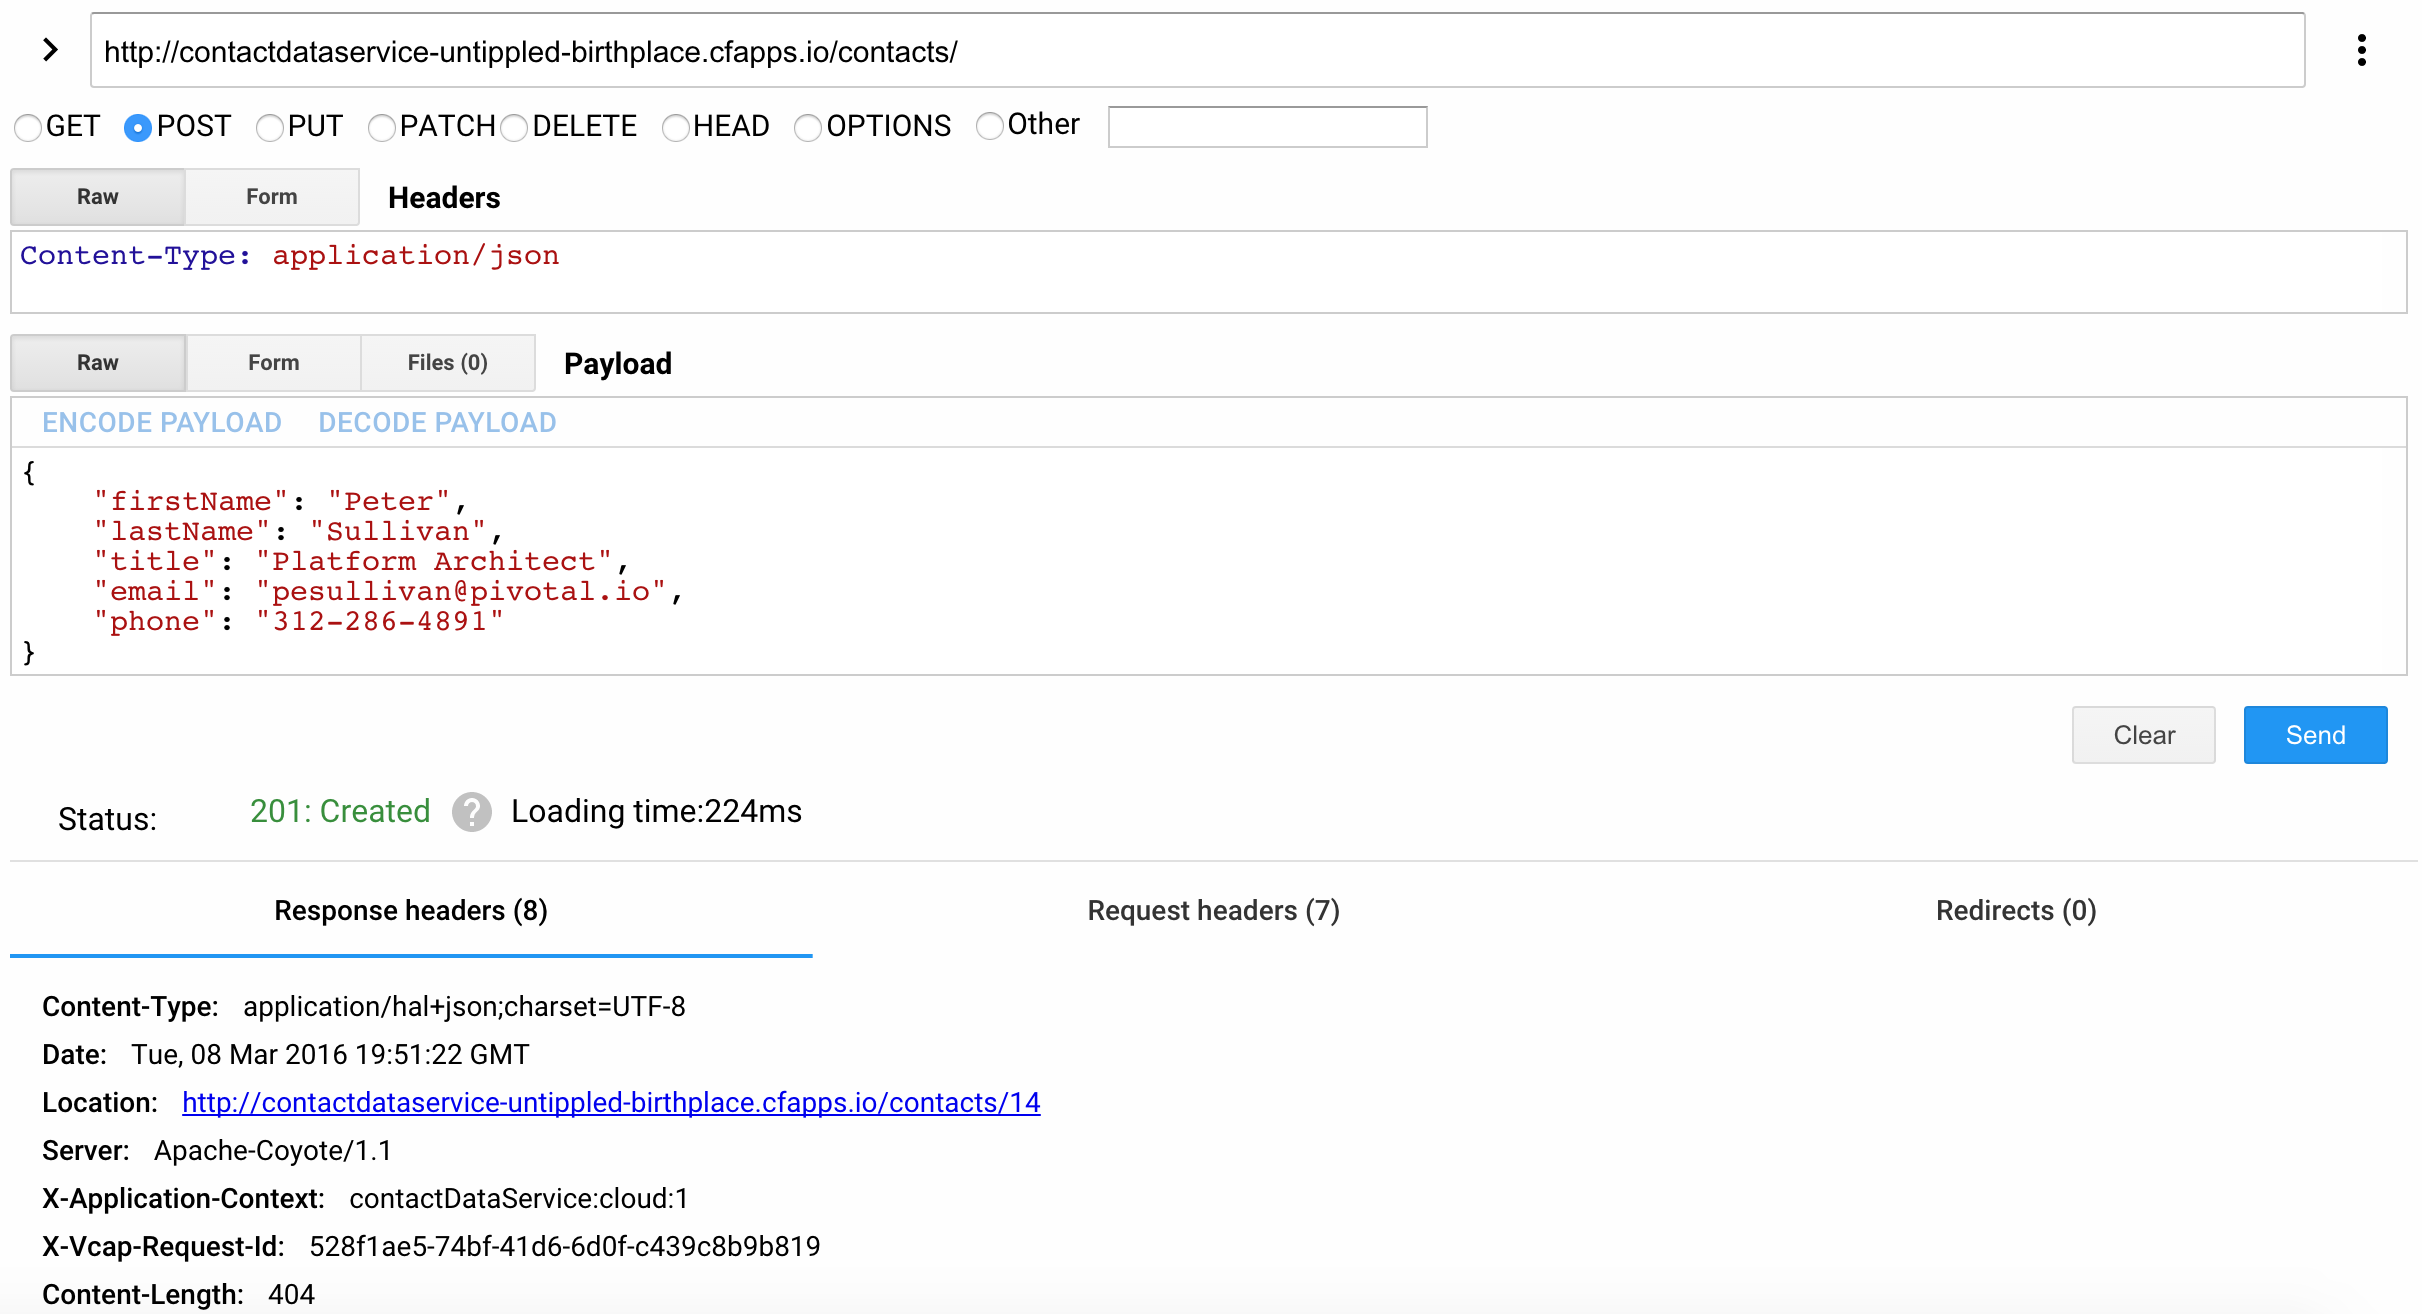 http://contactdataservice-untippled-birthplace.cfapps.io/contacts/
GET POST PUT PATCH DELETE HEAD OPTIONS Other
Raw Form Headers
Content-Type: application/json
Raw Form Files (0) Payload
ENCODE PAYLOAD DECODE PAYLOAD
{
"firstName": "Peter",
"lastName": "Sullivan",
"title": "Platform Architect",
"email": "pesullivan@pivotal.io",
"phone": "312-286-4891"
}
Clear Send
Status: 201: Created ? Loading time:224ms
Response headers (8) Request headers (7) Redirects (0)
Content-Type: application/hal+json;charset=UTF-8
Date: Tue, 08 Mar 2016 19:51:22 GMT
Location: http://contactdataservice-untippled-birthplace.cfapps.io/contacts/14
Server: Apache-Coyote/1.1
X-Application-Context: contactDataService:cloud:1
X-Vcap-Request-Id: 528f1ae5-74bf-41d6-6d0f-c439c8b9b819
Content-Length: 404